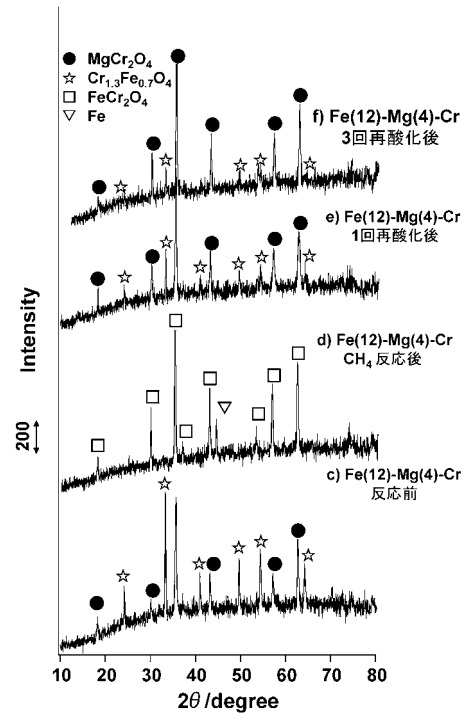 ● MgCr₂O₄
☆ Cr₁.₃Fe₀.₇O₄
□ FeCr₂O₄
▽ Fe
f) Fe(12)-Mg(4)-Cr
3回再酸化後
e) Fe(12)-Mg(4)-Cr
1回再酸化後
d) Fe(12)-Mg(4)-Cr
CH₄ 反応後
c) Fe(12)-Mg(4)-Cr
反応前
Intensity
200
10 20 30 40 50 60 70 80
2θ /degree